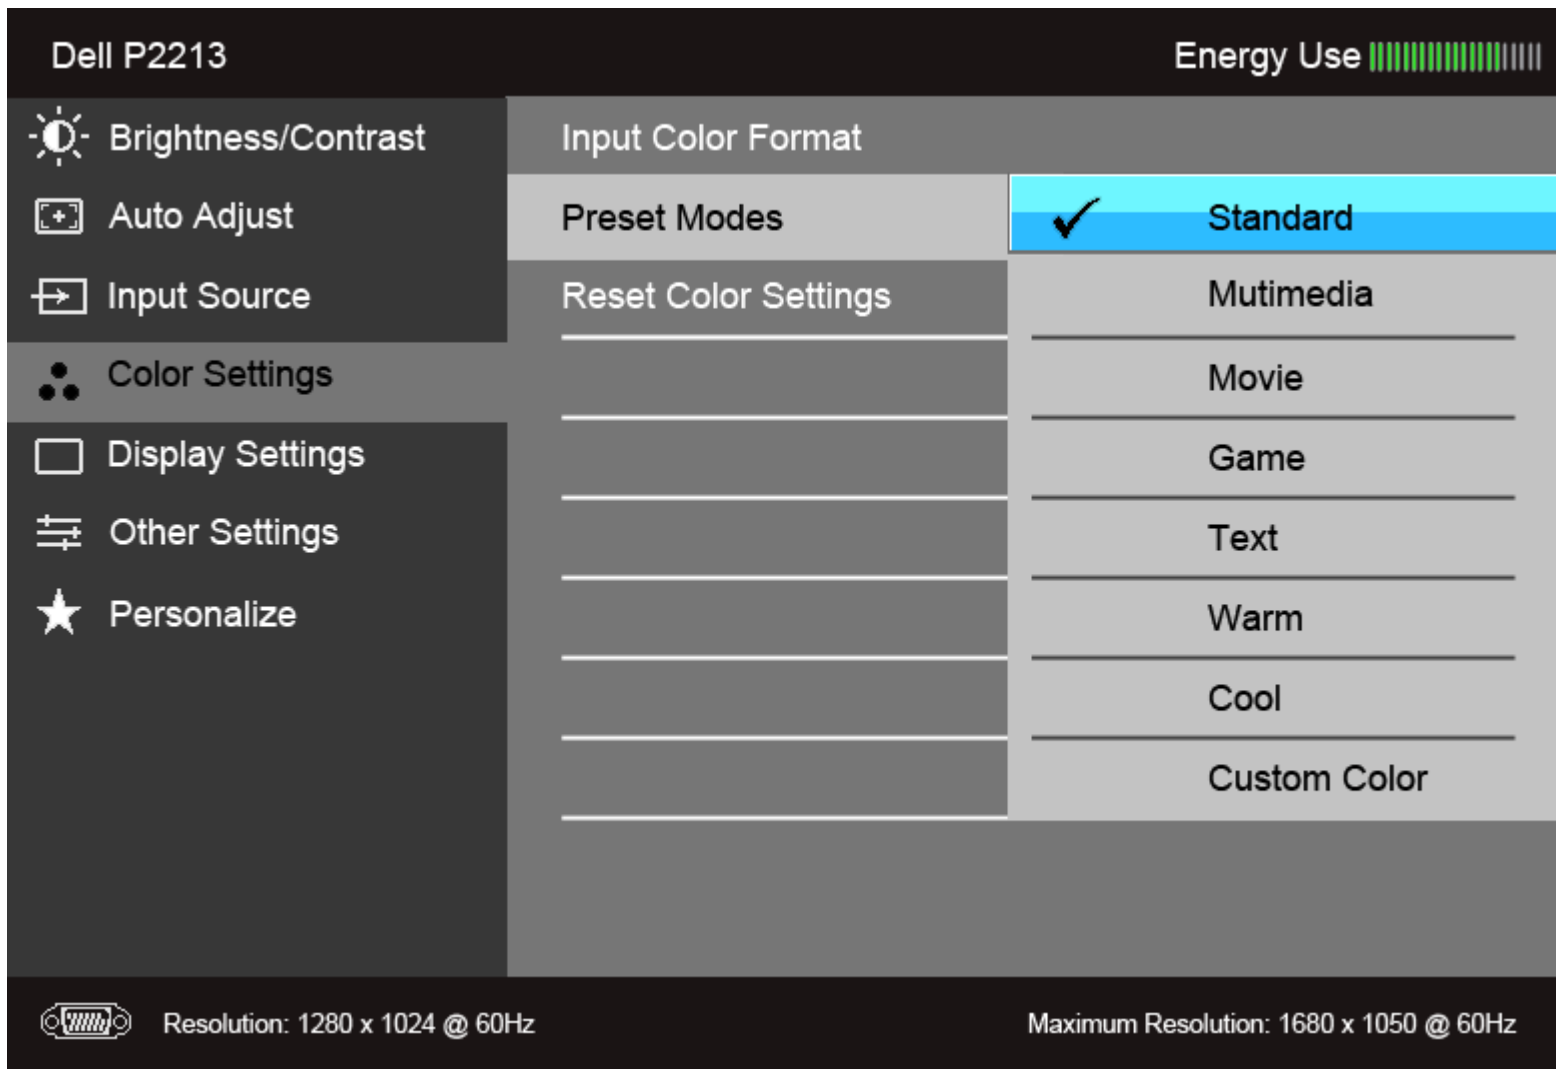 Dell P2213
Energy Use
Brightness/Contrast
Auto Adjust
Input Source
Color Settings
Display Settings
Other Settings
Personalize
Input Color Format
Preset Modes
Reset Color Settings
Standard
Mutimedia
Movie
Game
Text
Warm
Cool
Custom Color
Resolution: 1280 x 1024 @ 60Hz
Maximum Resolution: 1680 x 1050 @ 60Hz